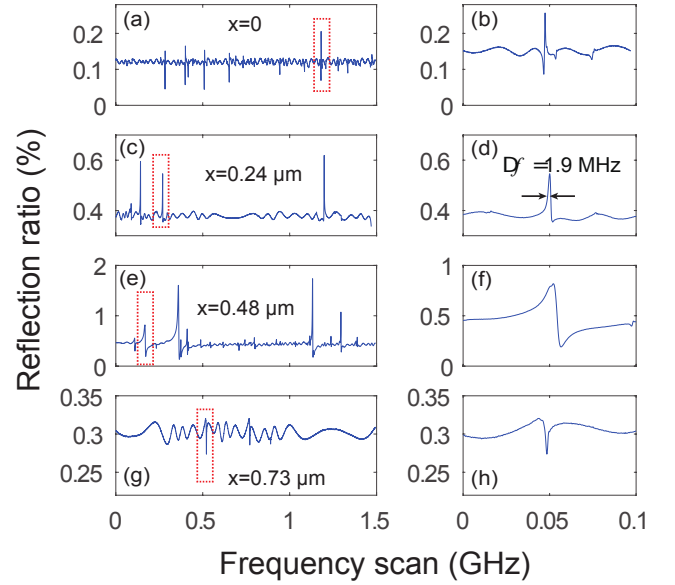 (a)
x=0
0.2
0.1
0
(b)
0.2
0.1
0
(c)
x=0.24 μm
0.6
0.4
(d)
Df =1.9 MHz
0.6
0.4
(e)
x=0.48 μm
2
1
0
(f)
1
0.5
0
(g)
x=0.73 μm
0.35
0.3
0.25
0
0.5
1
1.5
(h)
0.35
0.3
0.25
0
0.05
0.1
Reflection ratio (%)
Frequency scan (GHz)